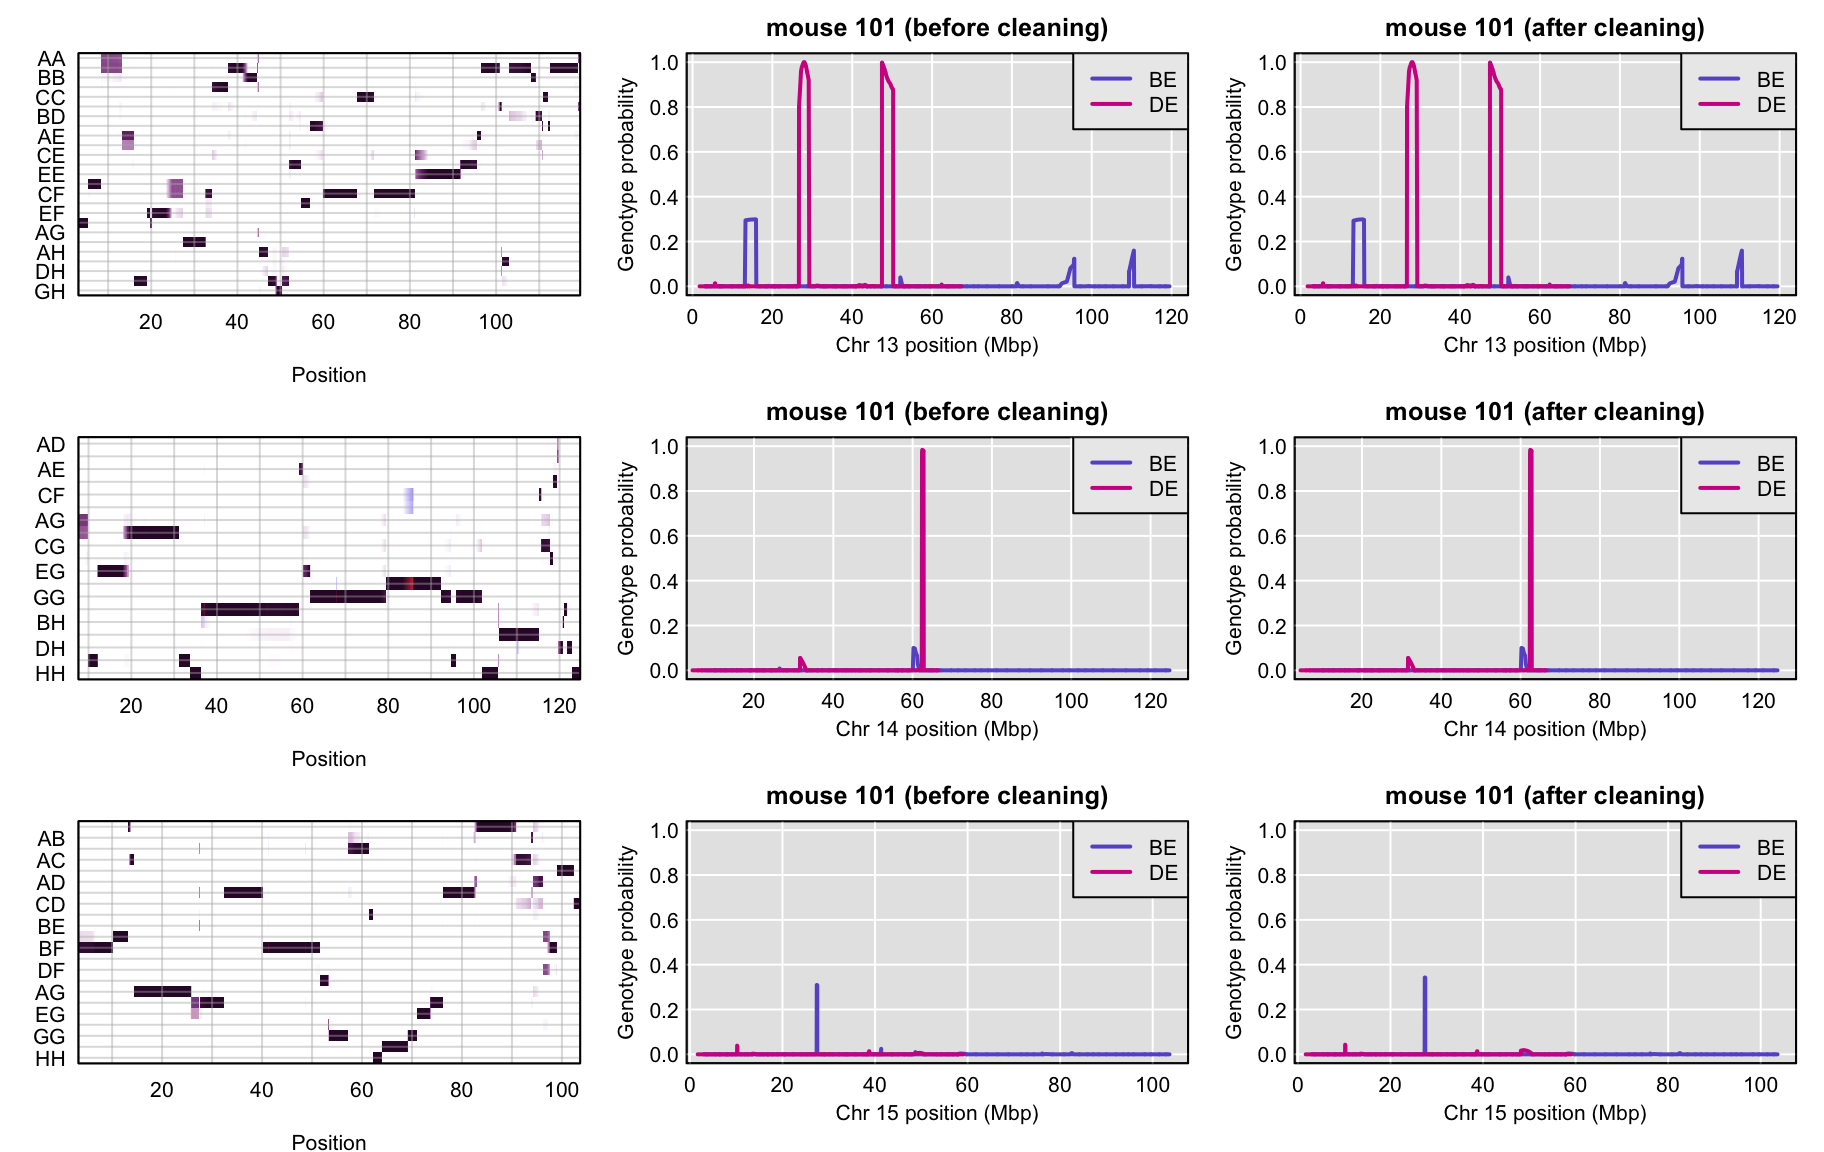 mouse 101 (before cleaning)
mouse 101 (after cleaning)
AA
BB
CC
BD
AE
CE
EE
CF
EF
AG
AH
DH
GH
20 40 60 80 100
Position
Genotype probability
1.0
0.8
0.6
0.4
0.2
0.0
BE
DE
0 20 40 60 80 100 120
Chr 13 position (Mbp)
Genotype probability
1.0
0.8
0.6
0.4
0.2
0.0
BE
DE
0 20 40 60 80 100 120
Chr 13 position (Mbp)
mouse 101 (before cleaning)
mouse 101 (after cleaning)
AD
AE
CF
AG
CG
EG
GG
BH
DH
HH
20 40 60 80 100 120
Position
Genotype probability
1.0
0.8
0.6
0.4
0.2
0.0
BE
DE
20 40 60 80 100 120
Chr 14 position (Mbp)
Genotype probability
1.0
0.8
0.6
0.4
0.2
0.0
BE
DE
20 40 60 80 100 120
Chr 14 position (Mbp)
mouse 101 (before cleaning)
mouse 101 (after cleaning)
AB
AC
AD
CD
BE
BF
DF
AG
EG
GG
HH
20 40 60 80 100
Position
Genotype probability
1.0
0.8
0.6
0.4
0.2
0.0
BE
DE
0 20 40 60 80 100
Chr 15 position (Mbp)
Genotype probability
1.0
0.8
0.6
0.4
0.2
0.0
BE
DE
0 20 40 60 80 100
Chr 15 position (Mbp)